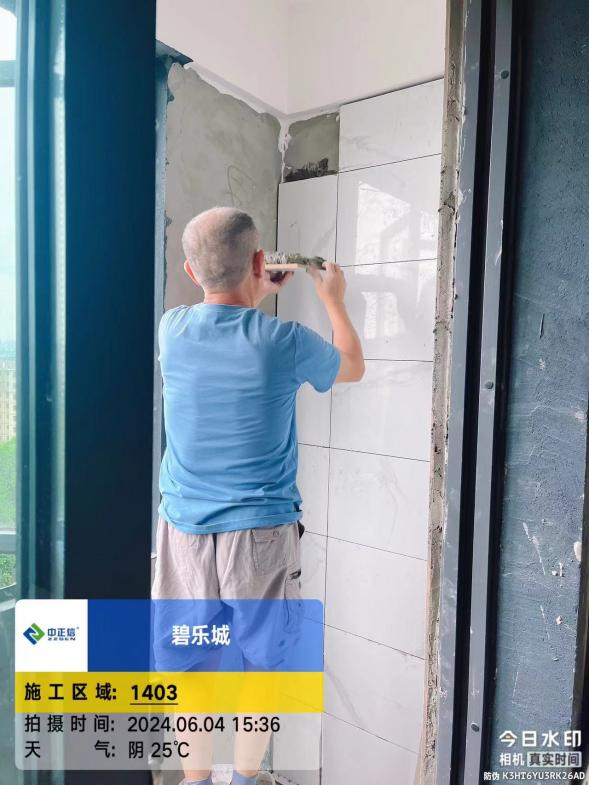 中正信®
ZZSEN
碧乐城
施工区域: 1403
拍摄时间: 2024.06.04 15:36
天气: 阴 25℃
今日水印
相机 真实时间
防伪 K3HT6YU3RK26AD